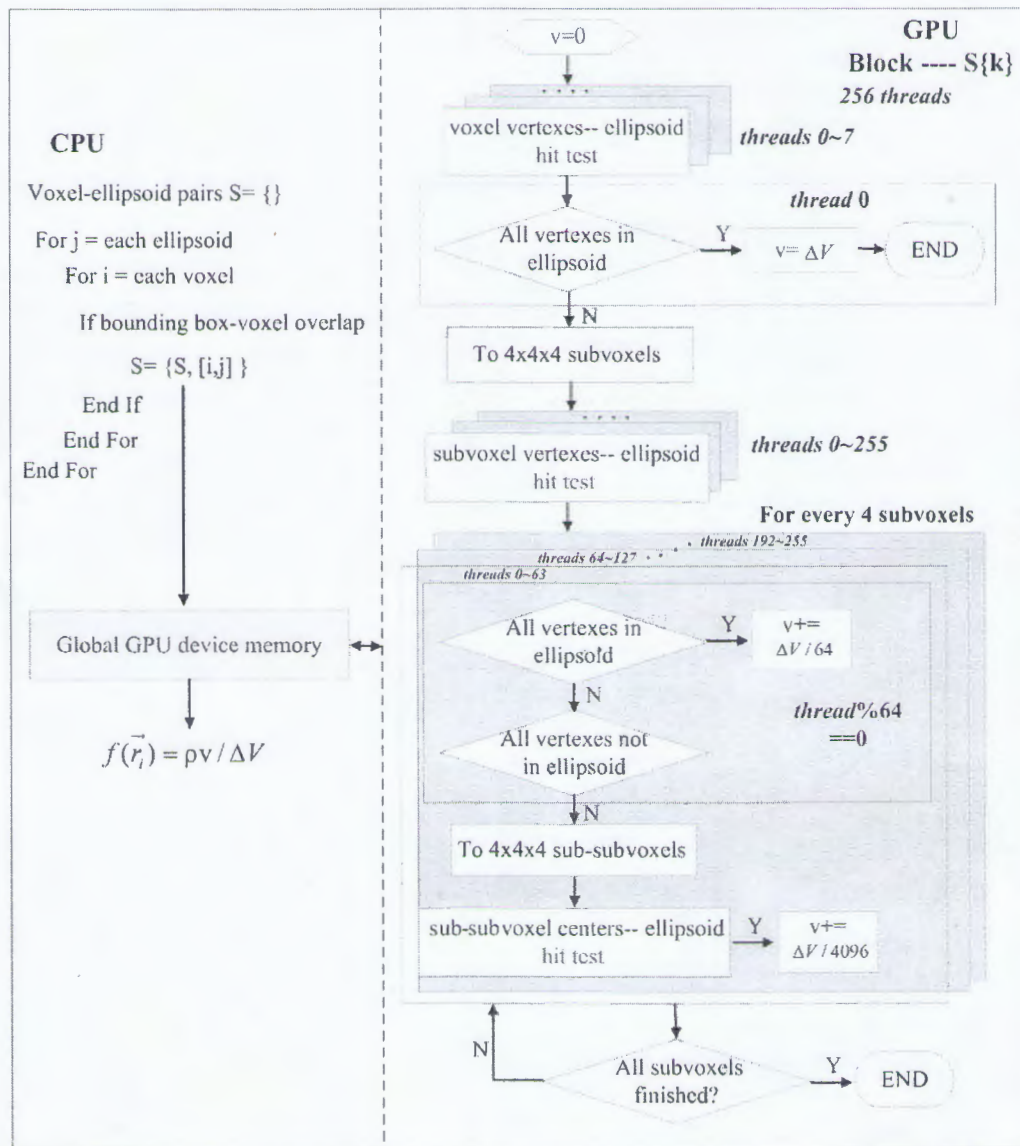 CPU
Voxel-ellipsoid pairs S= {}
For j = each ellipsoid
For i = each voxel
If bounding box-voxel overlap
S= {S, [i,j] }
End If
End For
End For
Global GPU device memory
f(r⃗ᵢ) = ρv / ΔV
GPU
Block ---- S{k}
256 threads
v=0
. . . .
voxel vertexes-- ellipsoid
hit test
threads 0~7
thread 0
All vertexes in
ellipsoid
Y
v= ΔV
END
N
To 4x4x4 subvoxels
. . . .
subvoxel vertexes-- ellipsoid
hit test
threads 0~255
For every 4 subvoxels
threads 192~255
threads 64~127 . . . .
threads 0~63
All vertexes in
ellipsoid
Y
v+=
ΔV / 64
N
thread%64
==0
All vertexes not
in ellipsoid
N
To 4x4x4 sub-subvoxels
sub-subvoxel centers-- ellipsoid
hit test
Y
v+=
ΔV / 4096
N
All subvoxels
finished?
Y
END